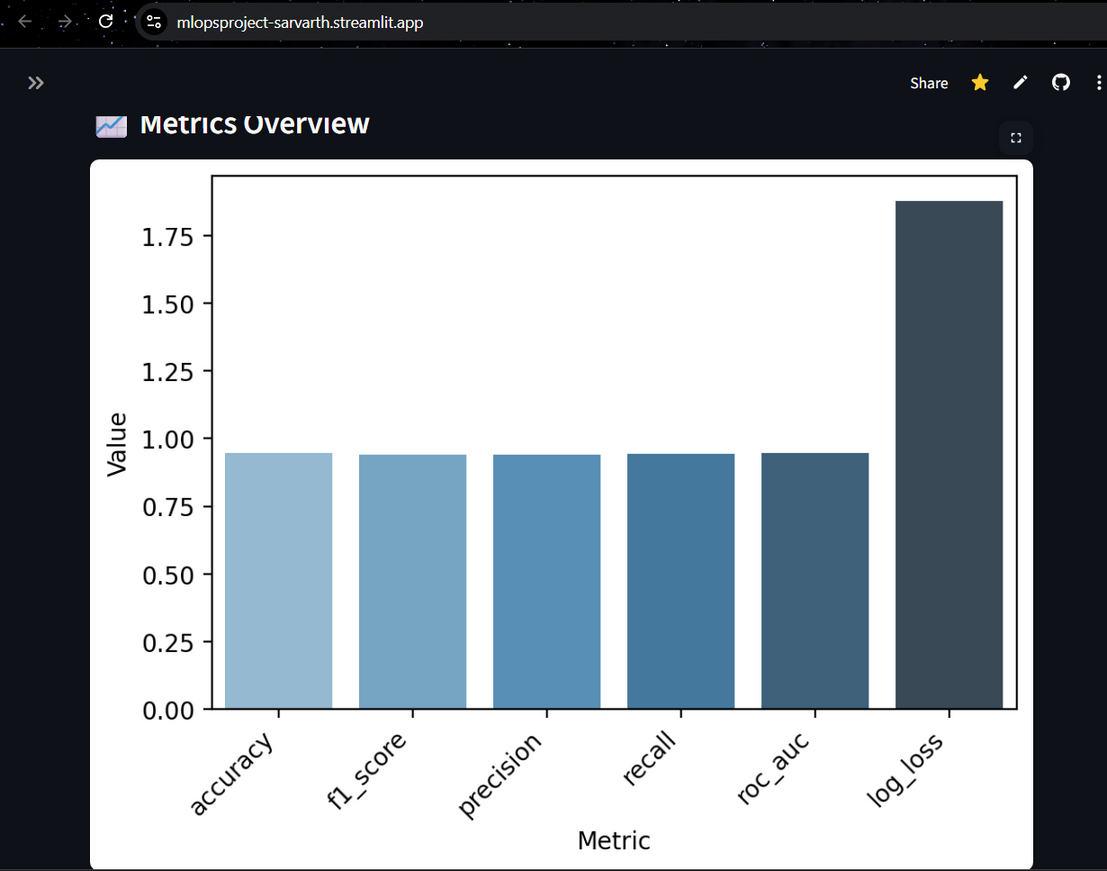 mlopsproject-sarvarth.streamlit.app
Share
Metrics Overview
1.75
1.50
1.25
1.00
0.75
0.50
0.25
0.00
Value
accuracy
f1_score
precision
recall
roc_auc
log_loss
Metric